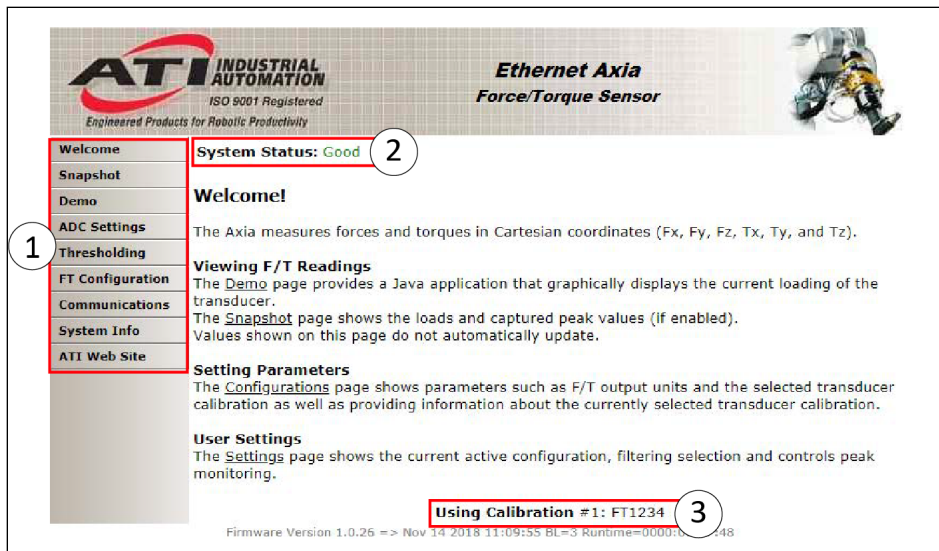 ATI INDUSTRIAL
AUTOMATION
ISO 9001 Registered
Engineered Products for Robotic Productivity
Ethernet Axia
Force/Torque Sensor
Welcome
Snapshot
Demo
ADC Settings
Thresholding
FT Configuration
Communications
System Info
ATI Web Site
1
System Status: Good
2
Welcome!
The Axia measures forces and torques in Cartesian coordinates (Fx, Fy, Fz, Tx, Ty, and Tz).
Viewing F/T Readings
The Demo page provides a Java application that graphically displays the current loading of the
transducer.
The Snapshot page shows the loads and captured peak values (if enabled).
Values shown on this page do not automatically update.
Setting Parameters
The Configurations page shows parameters such as F/T output units and the selected transducer
calibration as well as providing information about the currently selected transducer calibration.
User Settings
The Settings page shows the current active configuration, filtering selection and controls peak
monitoring.
Using Calibration #1: FT1234
3
Firmware Version 1.0.26 => Nov 14 2018 11:09:55 BL=3 Runtime=0000:0 :48